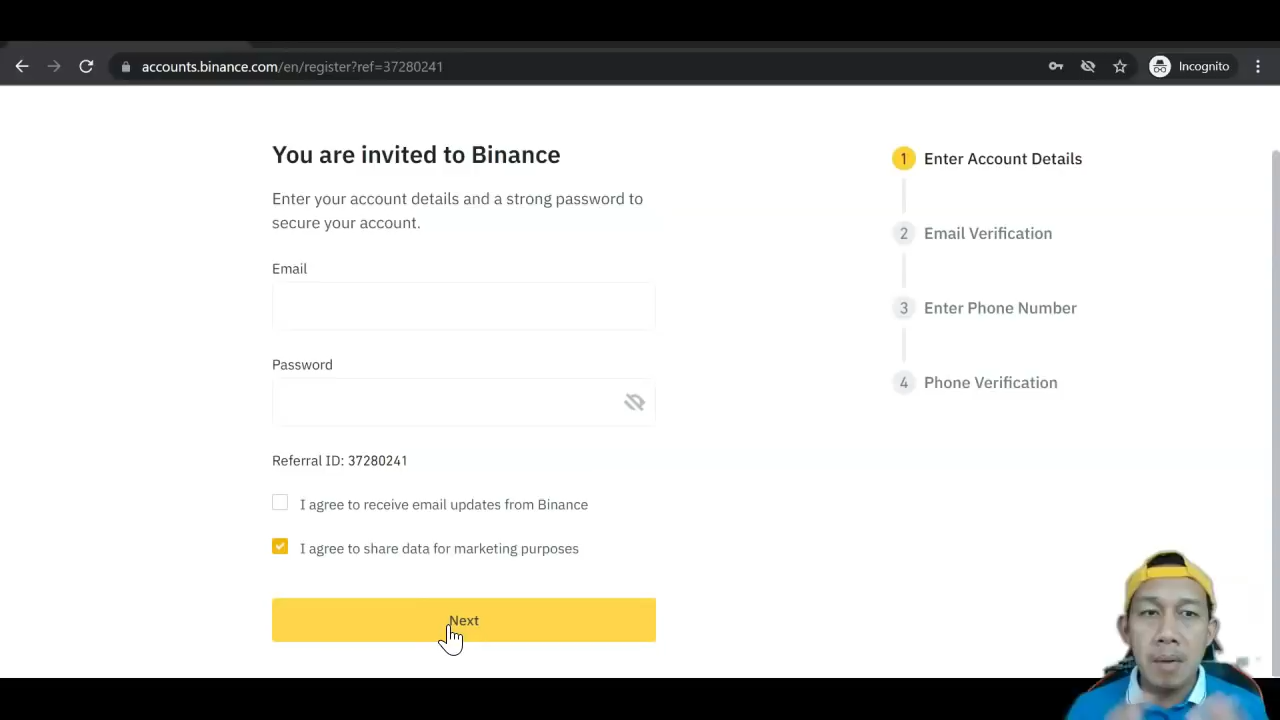 accounts.binance.com/en/register?ref=37280241
Incognito
You are invited to Binance
Enter your account details and a strong password to
secure your account.
Email
Password
Referral ID: 37280241
I agree to receive email updates from Binance
I agree to share data for marketing purposes
Next
1 Enter Account Details
2 Email Verification
3 Enter Phone Number
4 Phone Verification